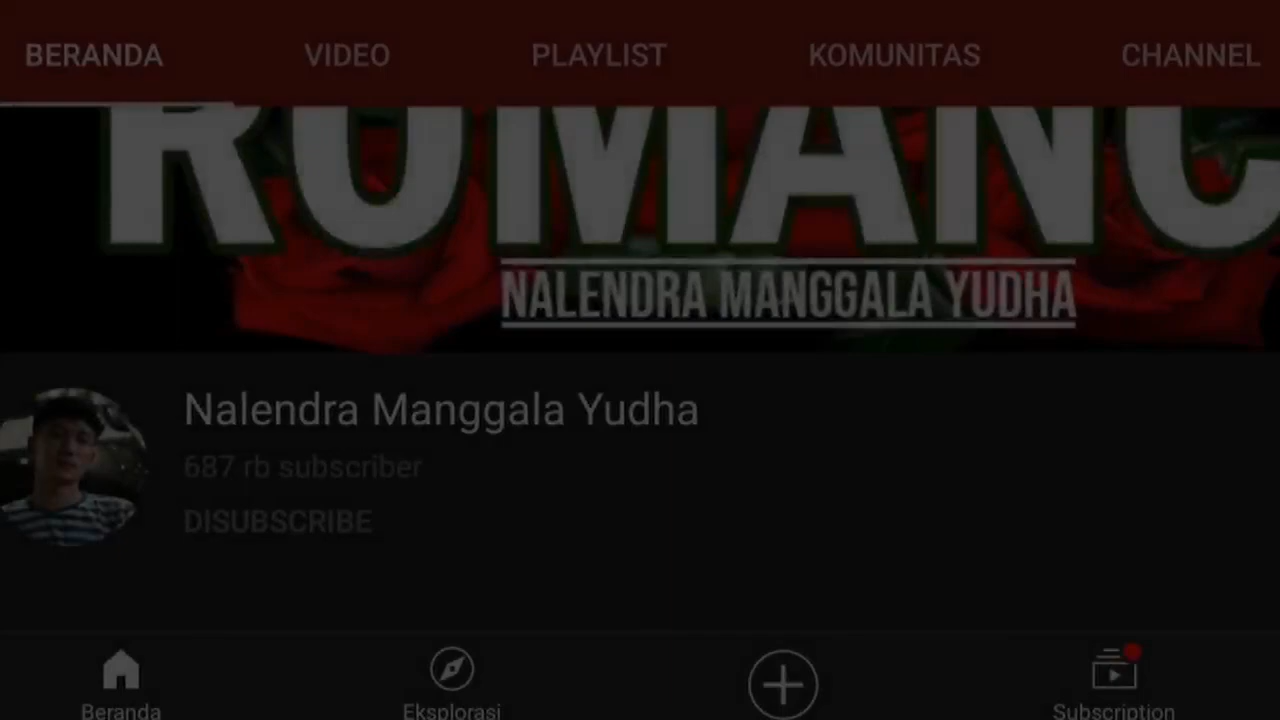 BERANDA VIDEO PLAYLIST KOMUNITAS CHANNEL
ROMANC
NALENDRA MANGGALA YUDHA
Nalendra Manggala Yudha
687 rb subscriber
DISUBSCRIBE
Beranda Eksplorasi Subscription